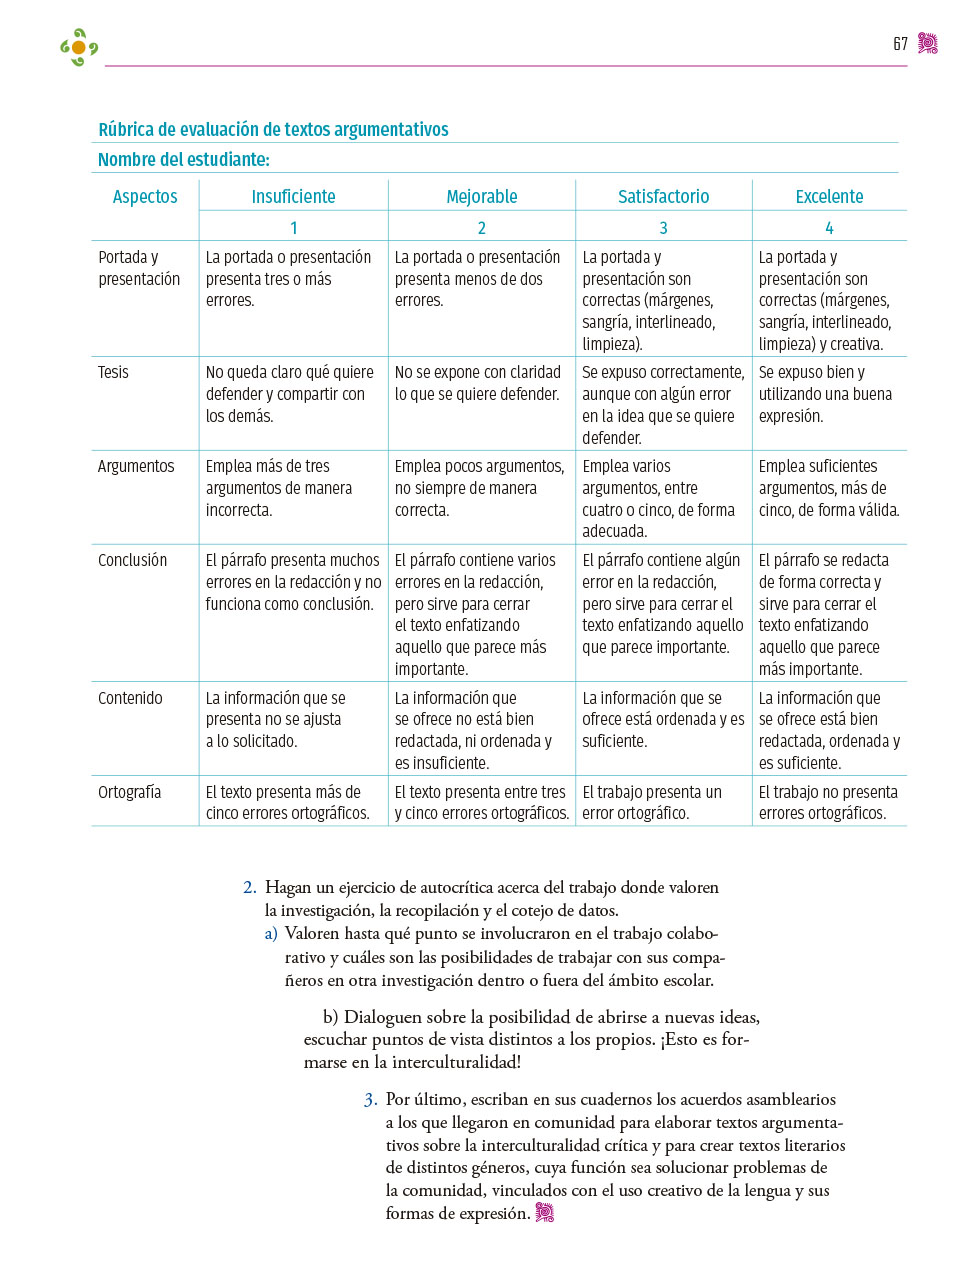 67
Rúbrica de evaluación de textos argumentativos
Nombre del estudiante:
Aspectos
Insuficiente
Mejorable
Satisfactorio
Excelente
1
2
3
4
Portada y
presentación
La portada o presentación
presenta tres o más
errores.
La portada o presentación
presenta menos de dos
errores.
La portada y
presentación son
correctas (márgenes,
sangría, interlineado,
limpieza).
La portada y
presentación son
correctas (márgenes,
sangría, interlineado,
limpieza) y creativa.
Tesis
No queda claro qué quiere
defender y compartir con
los demás.
No se expone con claridad
lo que se quiere defender.
Se expuso correctamente,
aunque con algún error
en la idea que se quiere
defender.
Se expuso bien y
utilizando una buena
expresión.
Argumentos
Emplea más de tres
argumentos de manera
incorrecta.
Emplea pocos argumentos,
no siempre de manera
correcta.
Emplea varios
argumentos, entre
cuatro o cinco, de forma
adecuada.
Emplea suficientes
argumentos, más de
cinco, de forma válida.
Conclusión
El párrafo presenta muchos
errores en la redacción y no
funciona como conclusión.
El párrafo contiene varios
errores en la redacción,
pero sirve para cerrar
el texto enfatizando
aquello que parece más
importante.
El párrafo contiene algún
error en la redacción,
pero sirve para cerrar el
texto enfatizando aquello
que parece importante.
El párrafo se redacta
de forma correcta y
sirve para cerrar el
texto enfatizando
aquello que parece
más importante.
Contenido
La información que se
presenta no se ajusta
a lo solicitado.
La información que
se ofrece no está bien
redactada, ni ordenada y
es insuficiente.
La información que se
ofrece está ordenada y es
suficiente.
La información que
se ofrece está bien
redactada, ordenada y
es suficiente.
Ortografía
El texto presenta más de
cinco errores ortográficos.
El texto presenta entre tres
y cinco errores ortográficos.
El trabajo presenta un
error ortográfico.
El trabajo no presenta
errores ortográficos.
2. Hagan un ejercicio de autocrítica acerca del trabajo donde valoren
la investigación, la recopilación y el cotejo de datos.
a) Valoren hasta qué punto se involucraron en el trabajo colabo-
rativo y cuáles son las posibilidades de trabajar con sus compa-
ñeros en otra investigación dentro o fuera del ámbito escolar.
b) Dialoguen sobre la posibilidad de abrirse a nuevas ideas,
escuchar puntos de vista distintos a los propios. ¡Esto es for-
marse en la interculturalidad!
3. Por último, escriban en sus cuadernos los acuerdos asamblearios
a los que llegaron en comunidad para elaborar textos argumenta-
tivos sobre la interculturalidad crítica y para crear textos literarios
de distintos géneros, cuya función sea solucionar problemas de
la comunidad, vinculados con el uso creativo de la lengua y sus
formas de expresión.